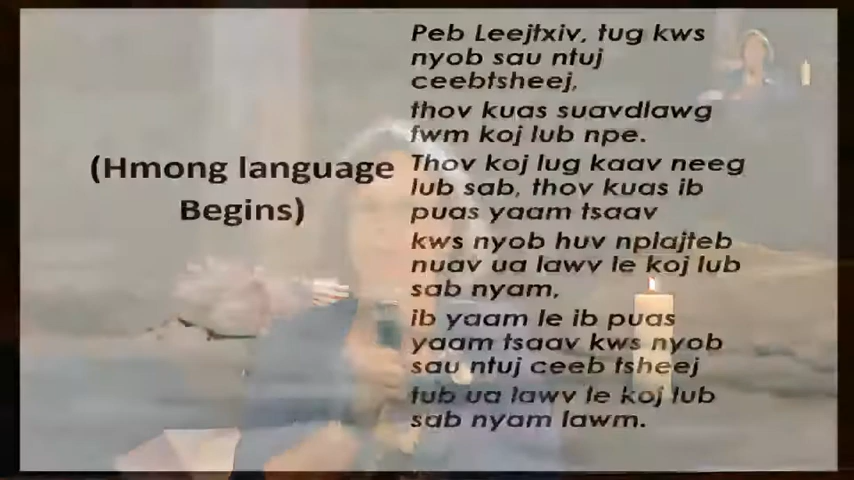 (Hmong language
Begins)
Peb Leejtxiv, tug kws
nyob sau ntuj
ceebtsheej,
thov kuas suavdlawg
fwm koj lub npe.
Thov koj lug kaav neeg
lub sab, thov kuas ib
puas yaam tsaav
kws nyob huv nplajteb
nuav ua lawv le koj lub
sab nyam,
ib yaam le ib puas
yaam tsaav kws nyob
sau ntuj ceeb tsheej
tub ua lawv le koj lub
sab nyam lawm.